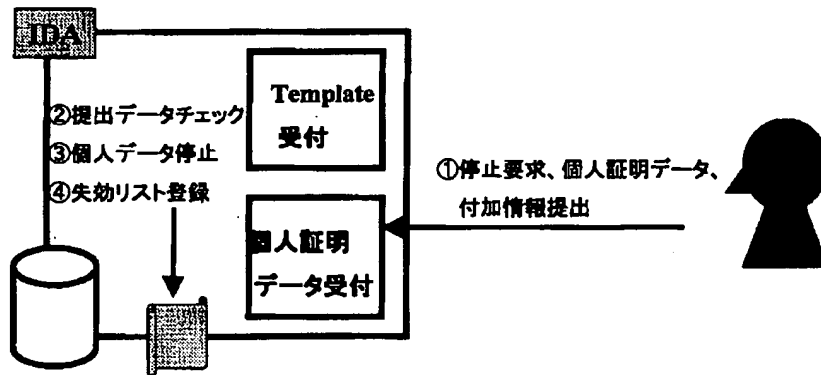 IDA
Template
受付
②提出データチェック
③個人データ停止
④失効リスト登録
①停止要求、個人証明データ、
付加情報提出
個人証明
データ受付